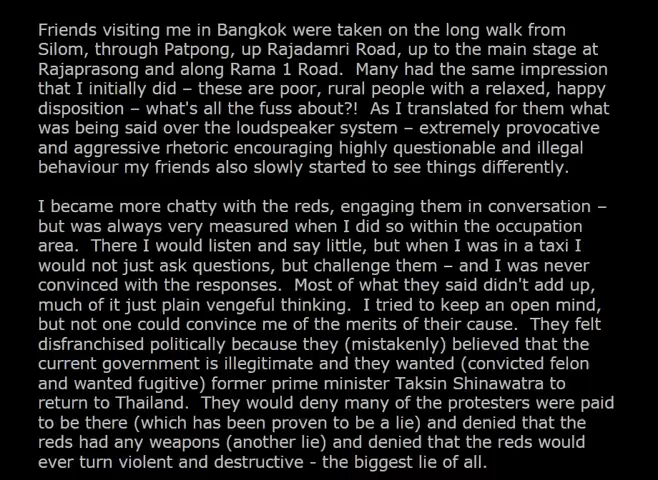 Friends visiting me in Bangkok were taken on the long walk from
Silom, through Patpong, up Rajadamri Road, up to the main stage at
Rajaprasong and along Rama 1 Road.  Many had the same impression
that I initially did – these are poor, rural people with a relaxed, happy
disposition – what's all the fuss about?!  As I translated for them what
was being said over the loudspeaker system – extremely provocative
and aggressive rhetoric encouraging highly questionable and illegal
behaviour my friends also slowly started to see things differently.

I became more chatty with the reds, engaging them in conversation –
but was always very measured when I did so within the occupation
area.  There I would listen and say little, but when I was in a taxi I
would not just ask questions, but challenge them – and I was never
convinced with the responses.  Most of what they said didn't add up,
much of it just plain vengeful thinking.  I tried to keep an open mind,
but not one could convince me of the merits of their cause.  They felt
disfranchised politically because they (mistakenly) believed that the
current government is illegitimate and they wanted (convicted felon
and wanted fugitive) former prime minister Taksin Shinawatra to
return to Thailand.  They would deny many of the protesters were paid
to be there (which has been proven to be a lie) and denied that the
reds had any weapons (another lie) and denied that the reds would
ever turn violent and destructive - the biggest lie of all.